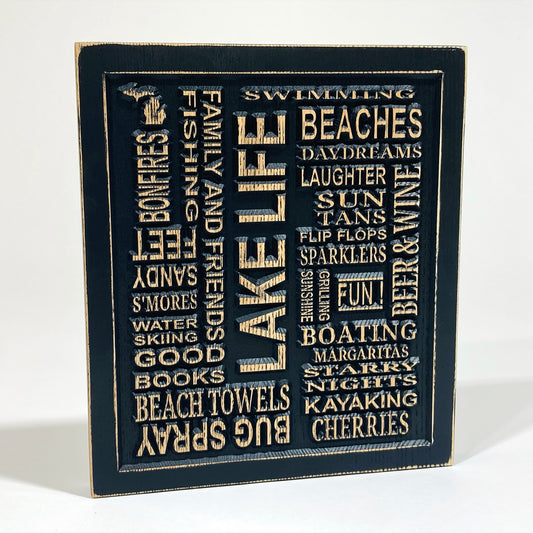 BONFIRES
FISHING
FAMILY AND FRIENDS
FEET
SANDY
S'MORES
WATER
SKIING
GOOD
BOOKS
BEACH TOWELS
BUG SPRAY
LAKE LIFE
SWIMMING
BEACHES
DAYDREAMS
LAUGHTER
SUN
TANS
FLIP FLOPS
SPARKLERS
BEER & WINE
SUNSHINE
GRILLING
FUN!
BOATING
MARGARITAS
STARRY
NIGHTS
KAYAKING
CHERRIES